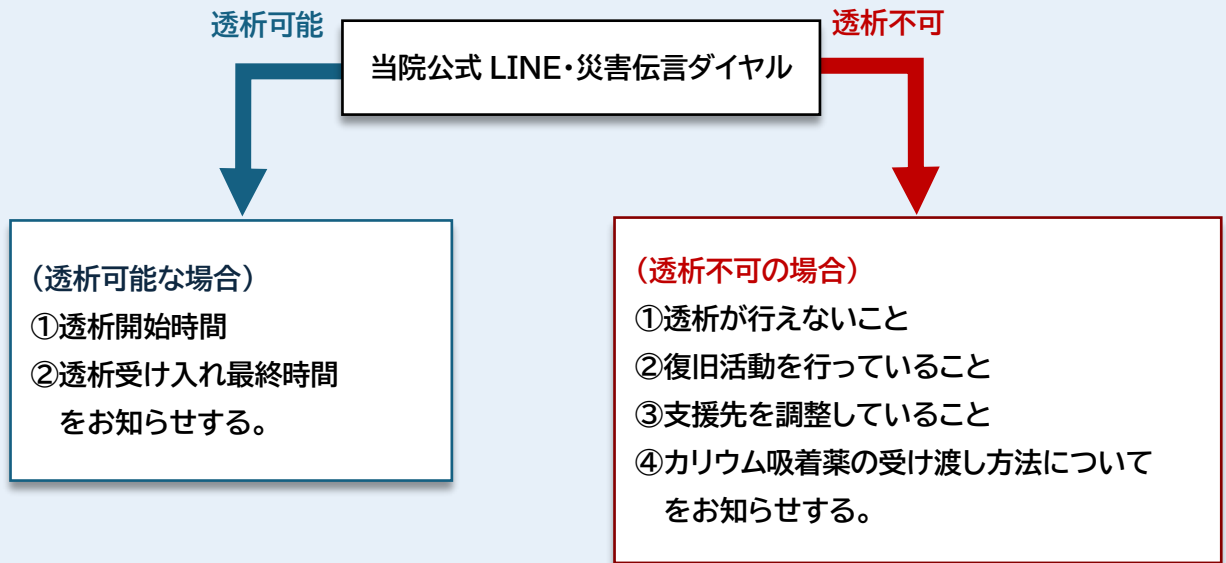 透析可能
透析不可
当院公式 LINE・災害伝言ダイヤル
(透析可能な場合)
①透析開始時間
②透析受け入れ最終時間
をお知らせする。
(透析不可の場合)
①透析が行えないこと
②復旧活動を行っていること
③支援先を調整していること
④カリウム吸着薬の受け渡し方法について
をお知らせする。